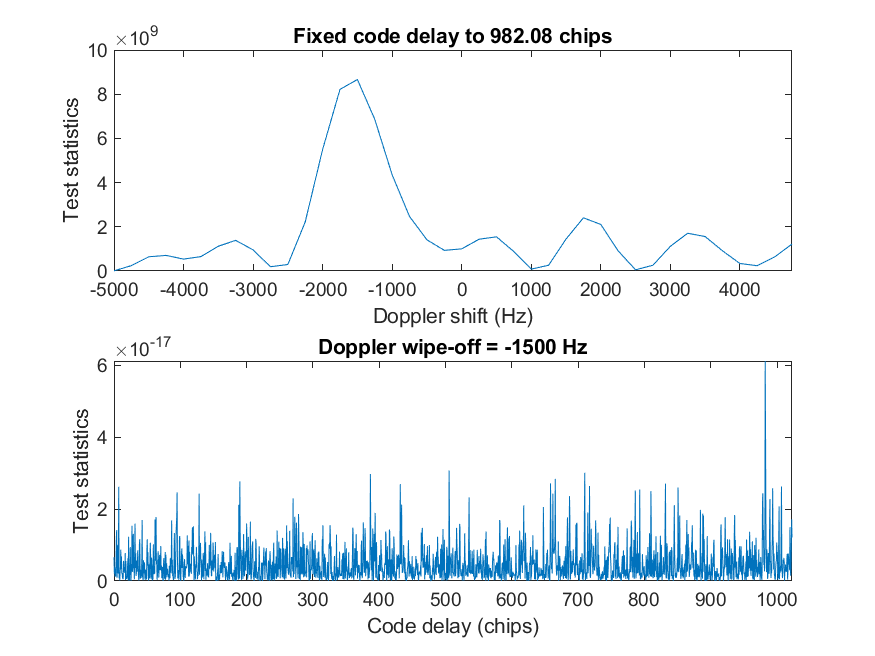 Fixed code delay to 982.08 chips
×10^9
10
8
6
4
2
0
Test statistics
-5000 -4000 -3000 -2000 -1000 0 1000 2000 3000 4000
Doppler shift (Hz)
Doppler wipe-off = -1500 Hz
×10^-17
6
4
2
0
Test statistics
0 100 200 300 400 500 600 700 800 900 1000
Code delay (chips)